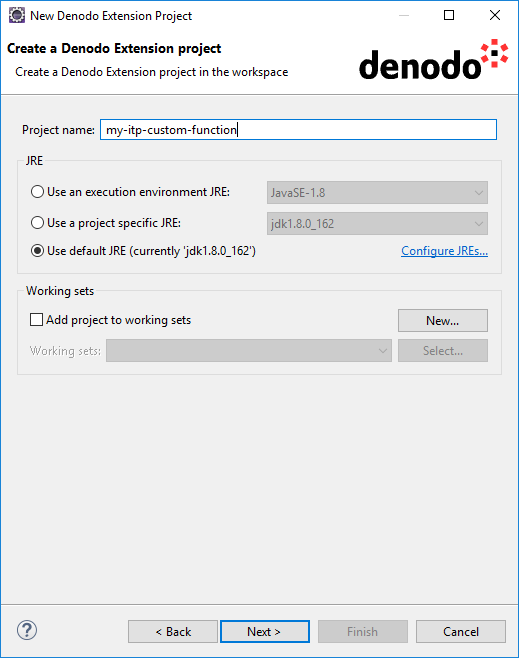 New Denodo Extension Project
Create a Denodo Extension project
Create a Denodo Extension project in the workspace
denodo
Project name: my-itp-custom-function
JRE
Use an execution environment JRE: JavaSE-1.8
Use a project specific JRE: jdk1.8.0_162
Use default JRE (currently 'jdk1.8.0_162') Configure JREs...
Working sets
Add project to working sets New...
Working sets: Select...
? < Back Next > Finish Cancel